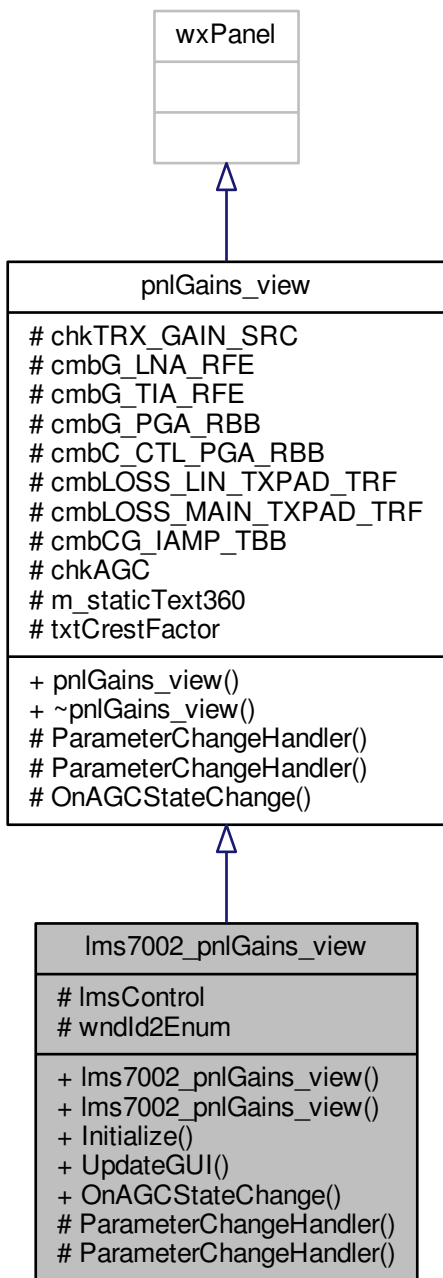 wxPanel
pnlGains_view
# chkTRX_GAIN_SRC
# cmbG_LNA_RFE
# cmbG_TIA_RFE
# cmbG_PGA_RBB
# cmbC_CTL_PGA_RBB
# cmbLOSS_LIN_TXPAD_TRF
# cmbLOSS_MAIN_TXPAD_TRF
# cmbCG_IAMP_TBB
# chkAGC
# m_staticText360
# txtCrestFactor
+ pnlGains_view()
+ ~pnlGains_view()
# ParameterChangeHandler()
# ParameterChangeHandler()
# OnAGCStateChange()
lms7002_pnlGains_view
# lmsControl
# wndId2Enum
+ lms7002_pnlGains_view()
+ lms7002_pnlGains_view()
+ Initialize()
+ UpdateGUI()
+ OnAGCStateChange()
# ParameterChangeHandler()
# ParameterChangeHandler()